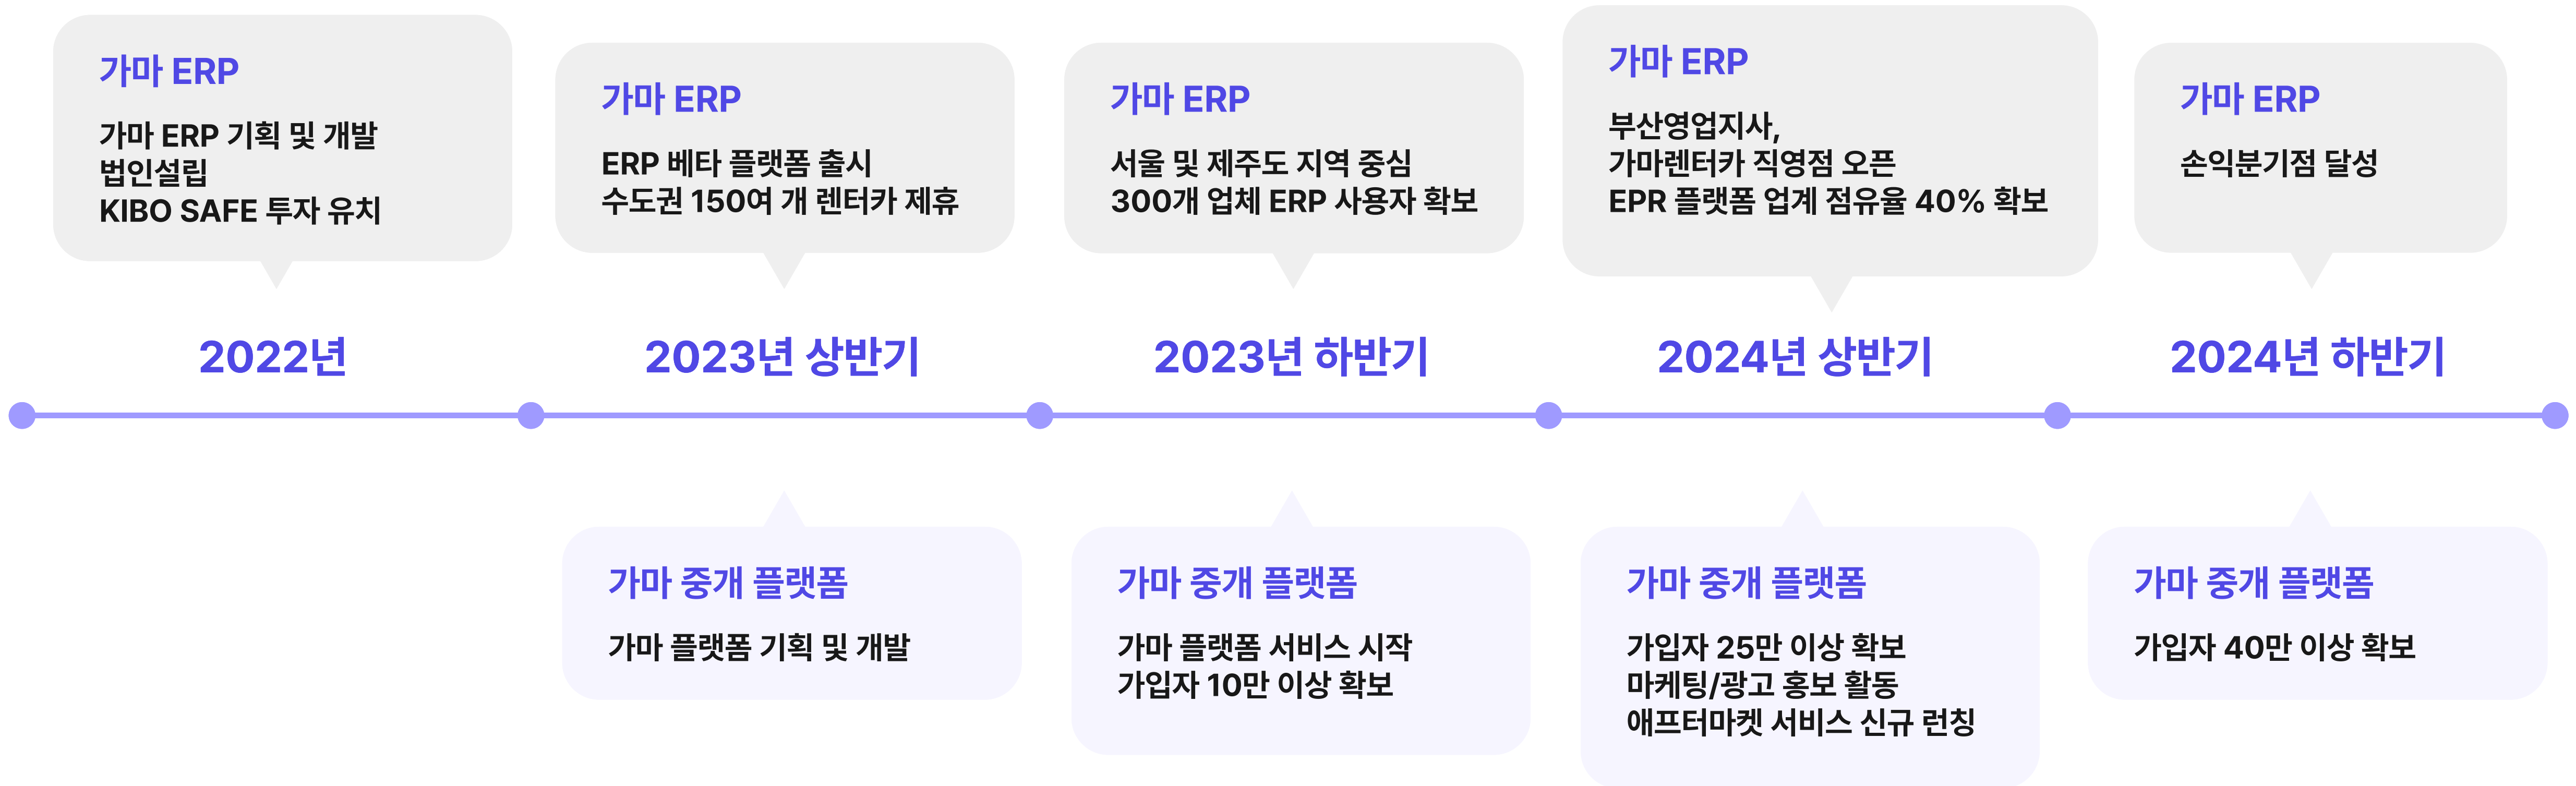 가마 ERP
가마 ERP 기획 및 개발
법인설립
KIBO SAFE 투자 유치
가마 ERP
ERP 베타 플랫폼 출시
수도권 150여 개 렌터카 제휴
가마 ERP
서울 및 제주도 지역 중심
300개 업체 ERP 사용자 확보
가마 ERP
부산영업지사,
가마렌터카 직영점 오픈
EPR 플랫폼 업계 점유율 40% 확보
가마 ERP
손익분기점 달성
2022년
2023년 상반기
2023년 하반기
2024년 상반기
2024년 하반기
가마 중개 플랫폼
가마 플랫폼 기획 및 개발
가마 중개 플랫폼
가마 플랫폼 서비스 시작
가입자 10만 이상 확보
가마 중개 플랫폼
가입자 25만 이상 확보
마케팅/광고 홍보 활동
애프터마켓 서비스 신규 런칭
가마 중개 플랫폼
가입자 40만 이상 확보